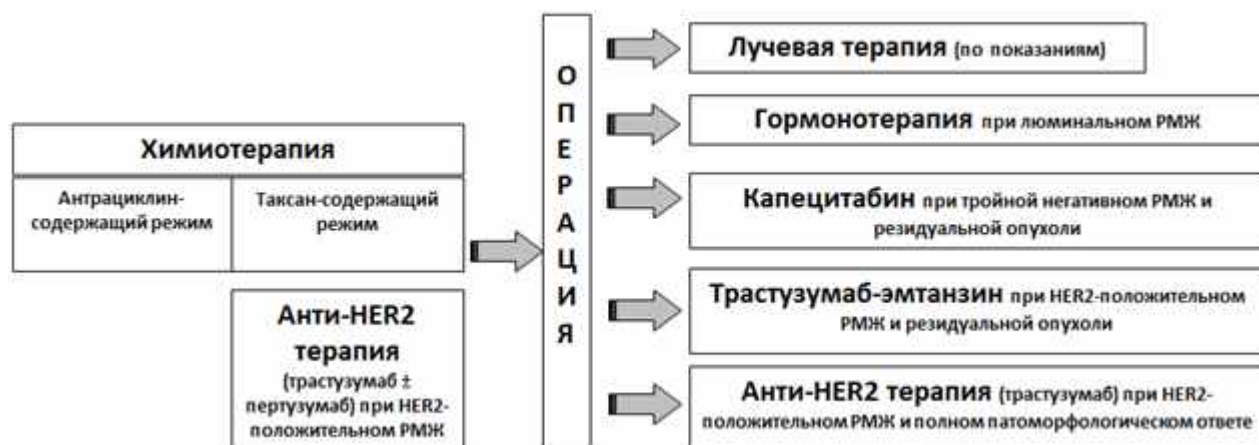 Химиотерапия
Антрациклин-
содержащий режим
Таксан-содержащий
режим
Анти-HER2
терапия
(трастузумаб ±
пертузумаб) при HER2-
положительном РМЖ
ОПЕРАЦИЯ
Лучевая терапия (по показаниям)
Гормонотерапия при люминальном РМЖ
Капецитабин при тройной негативном РМЖ и
резидуальной опухоли
Трастузумаб-эмтанзин при HER2-положительном
РМЖ и резидуальной опухоли
Анти-HER2 терапия (трастузумаб) при HER2-
положительном РМЖ и полном патоморфологическом ответе